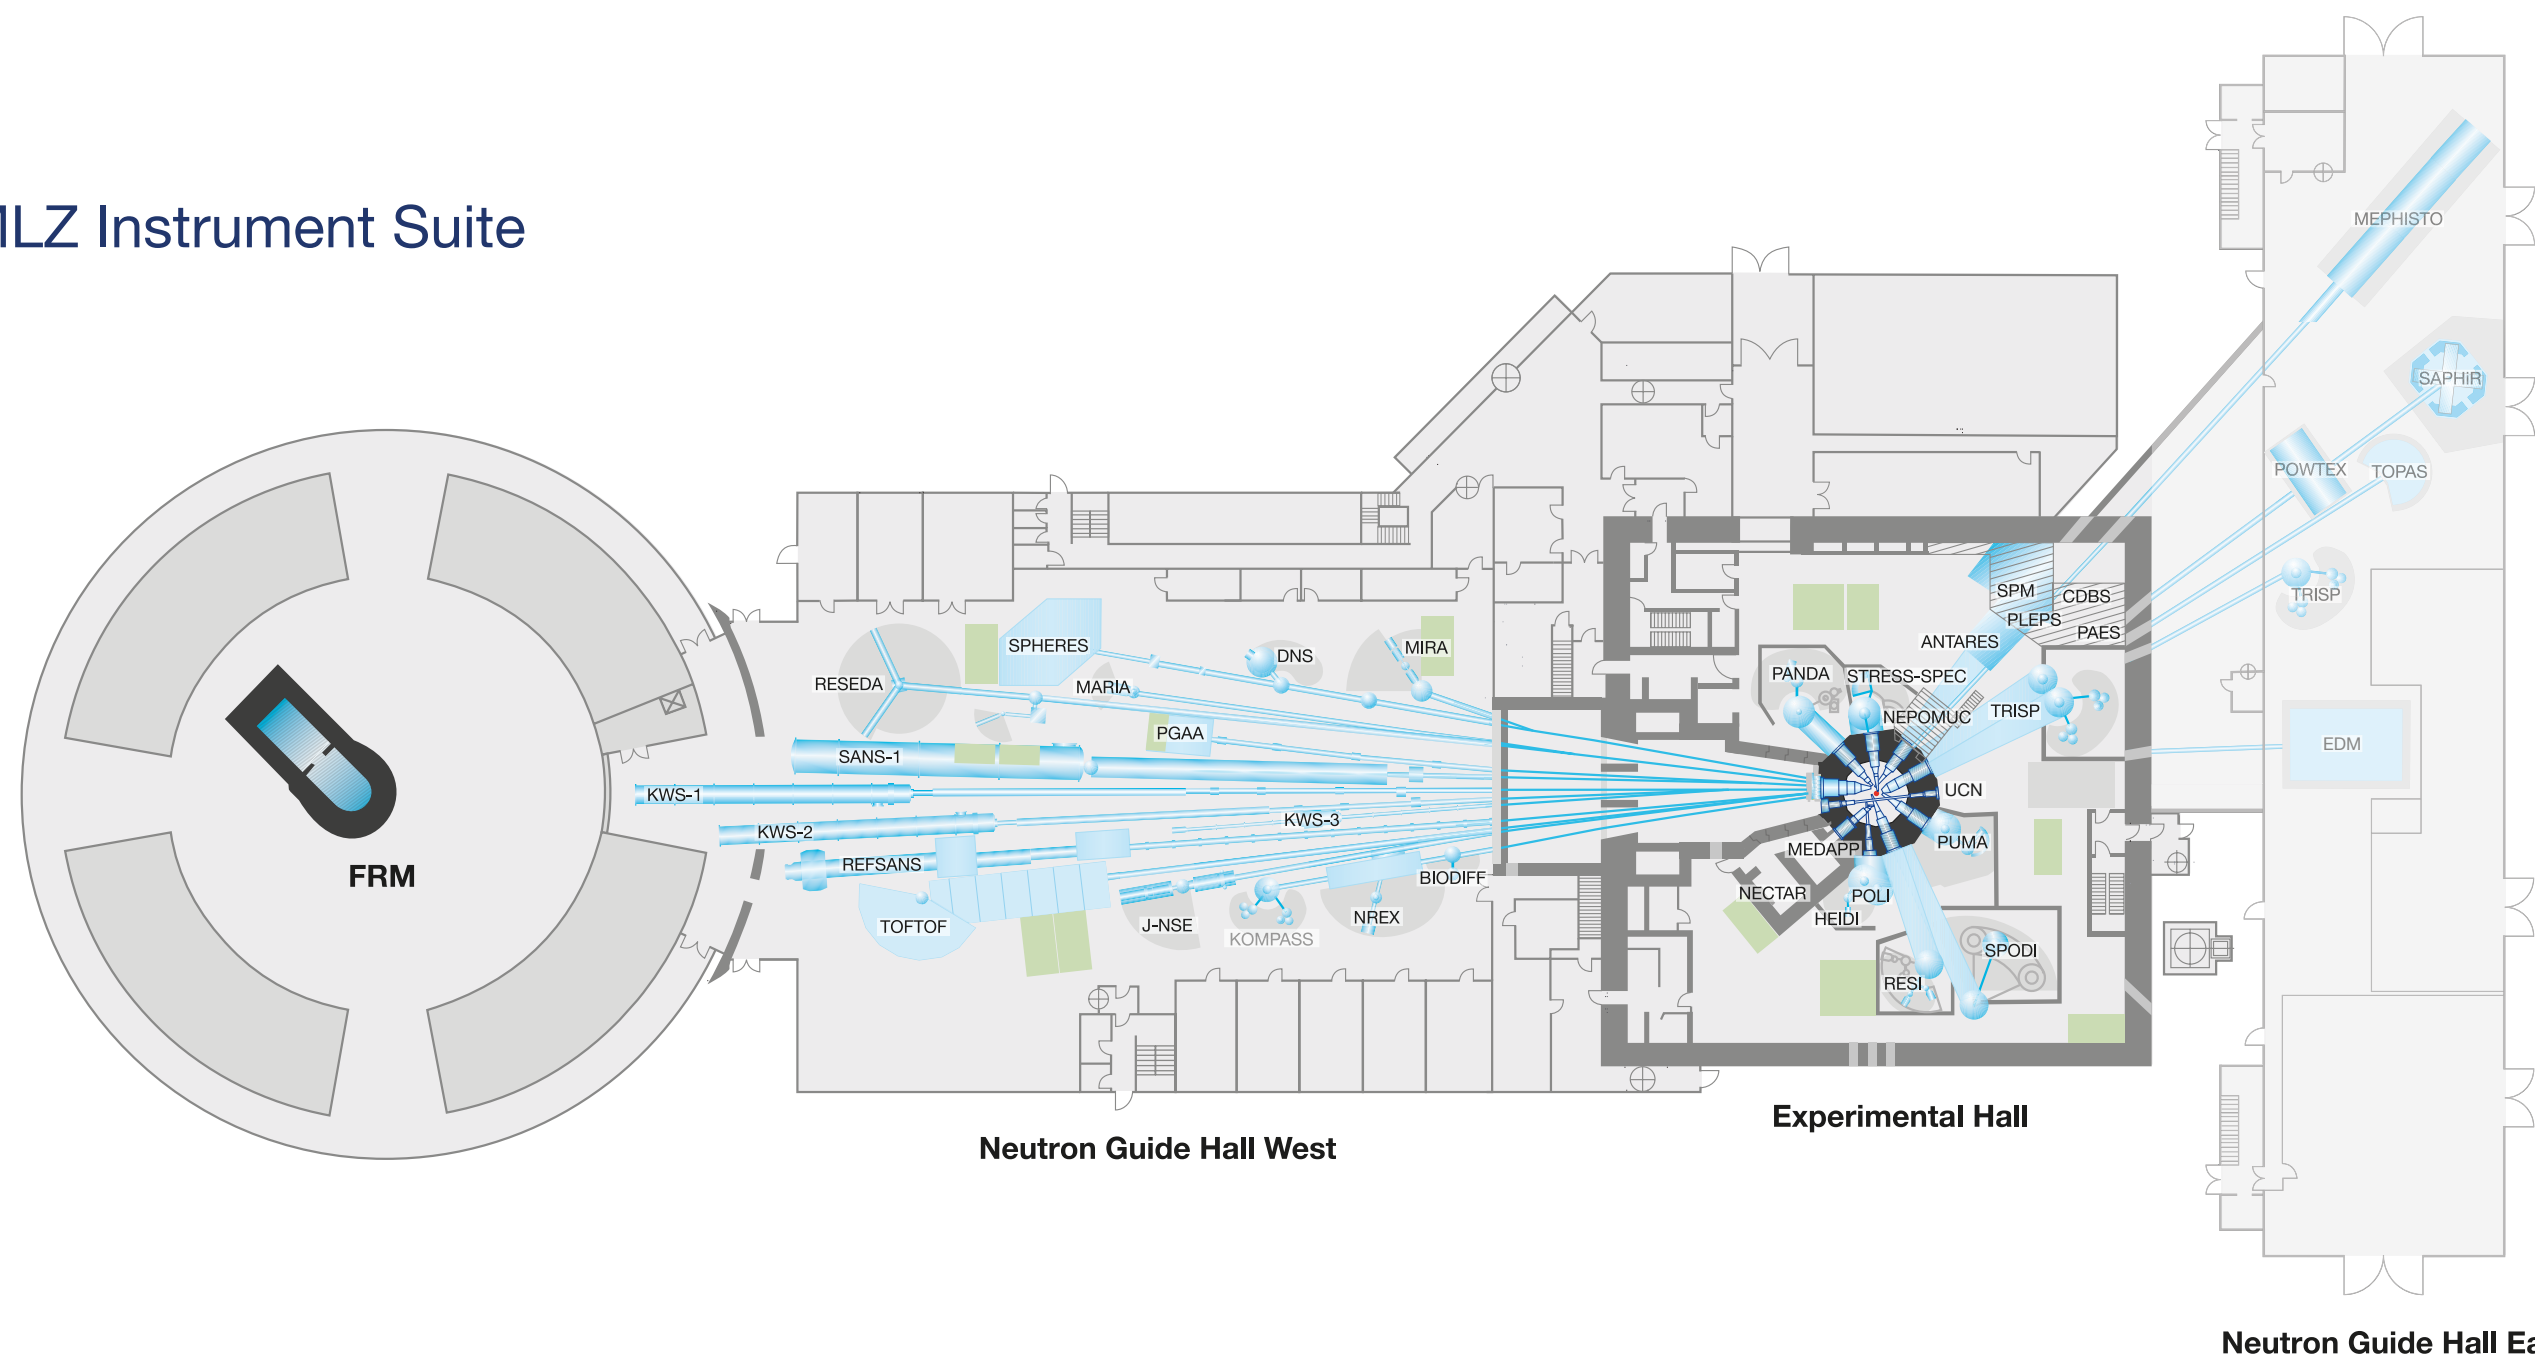 MLZ Instrument Suite
MEPHISTO
SAPHiR
POWTEX
TOPAS
TRISP
EDM
SPM
CDBS
PLEPS
PAES
ANTARES
PANDA
STRESS-SPEC
NEPOMUC
TRISP
UCN
PUMA
MEDAPP
NECTAR
POLI
HEIDI
SPODI
RESI
SPHERES
DNS
MIRA
RESEDA
MARIA
PGAA
SANS-1
KWS-1
KWS-2
KWS-3
REFSANS
BIODIFF
TOFTOF
J-NSE
KOMPASS
NREX
FRM
Experimental Hall
Neutron Guide Hall West
Neutron Guide Hall Ea